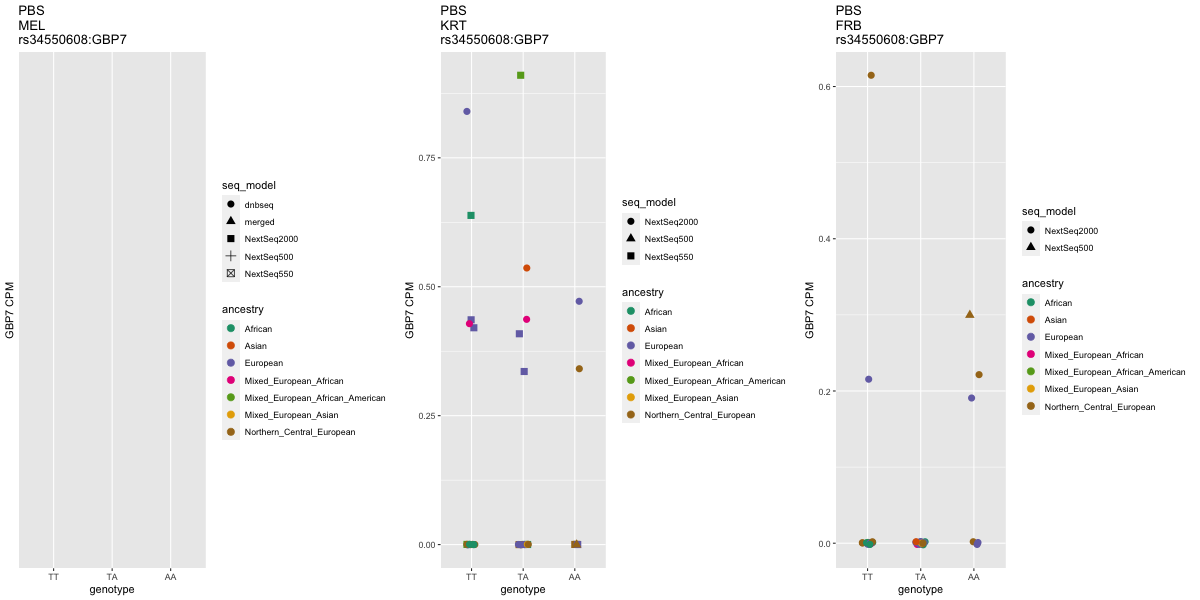 PBS
MEL
rs34550608:GBP7
GBP7 CPM
TT TA AA
genotype
seq_model
dnbseq
merged
NextSeq2000
NextSeq500
NextSeq550
ancestry
African
Asian
European
Mixed_European_African
Mixed_European_African_American
Mixed_European_Asian
Northern_Central_European
PBS
KRT
rs34550608:GBP7
GBP7 CPM
0.75
0.50
0.25
0.00
TT TA AA
genotype
seq_model
NextSeq2000
NextSeq500
NextSeq550
ancestry
African
Asian
European
Mixed_European_African
Mixed_European_African_American
Mixed_European_Asian
Northern_Central_European
PBS
FRB
rs34550608:GBP7
GBP7 CPM
0.6
0.4
0.2
0.0
TT TA AA
genotype
seq_model
NextSeq2000
NextSeq500
ancestry
African
Asian
European
Mixed_European_African
Mixed_European_African_American
Mixed_European_Asian
Northern_Central_European